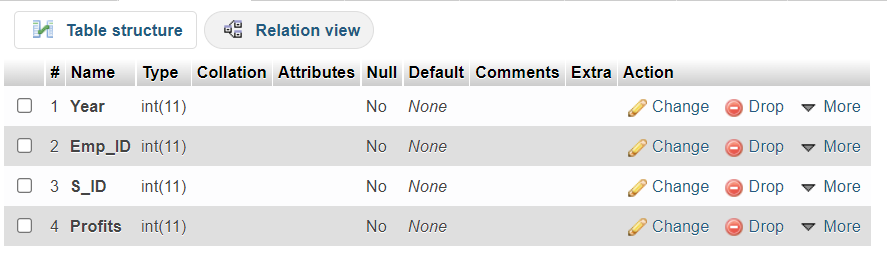 Table structure Relation view
# Name Type Collation Attributes Null Default Comments Extra Action
1 Year int(11) No None Change Drop More
2 Emp_ID int(11) No None Change Drop More
3 S_ID int(11) No None Change Drop More
4 Profits int(11) No None Change Drop More